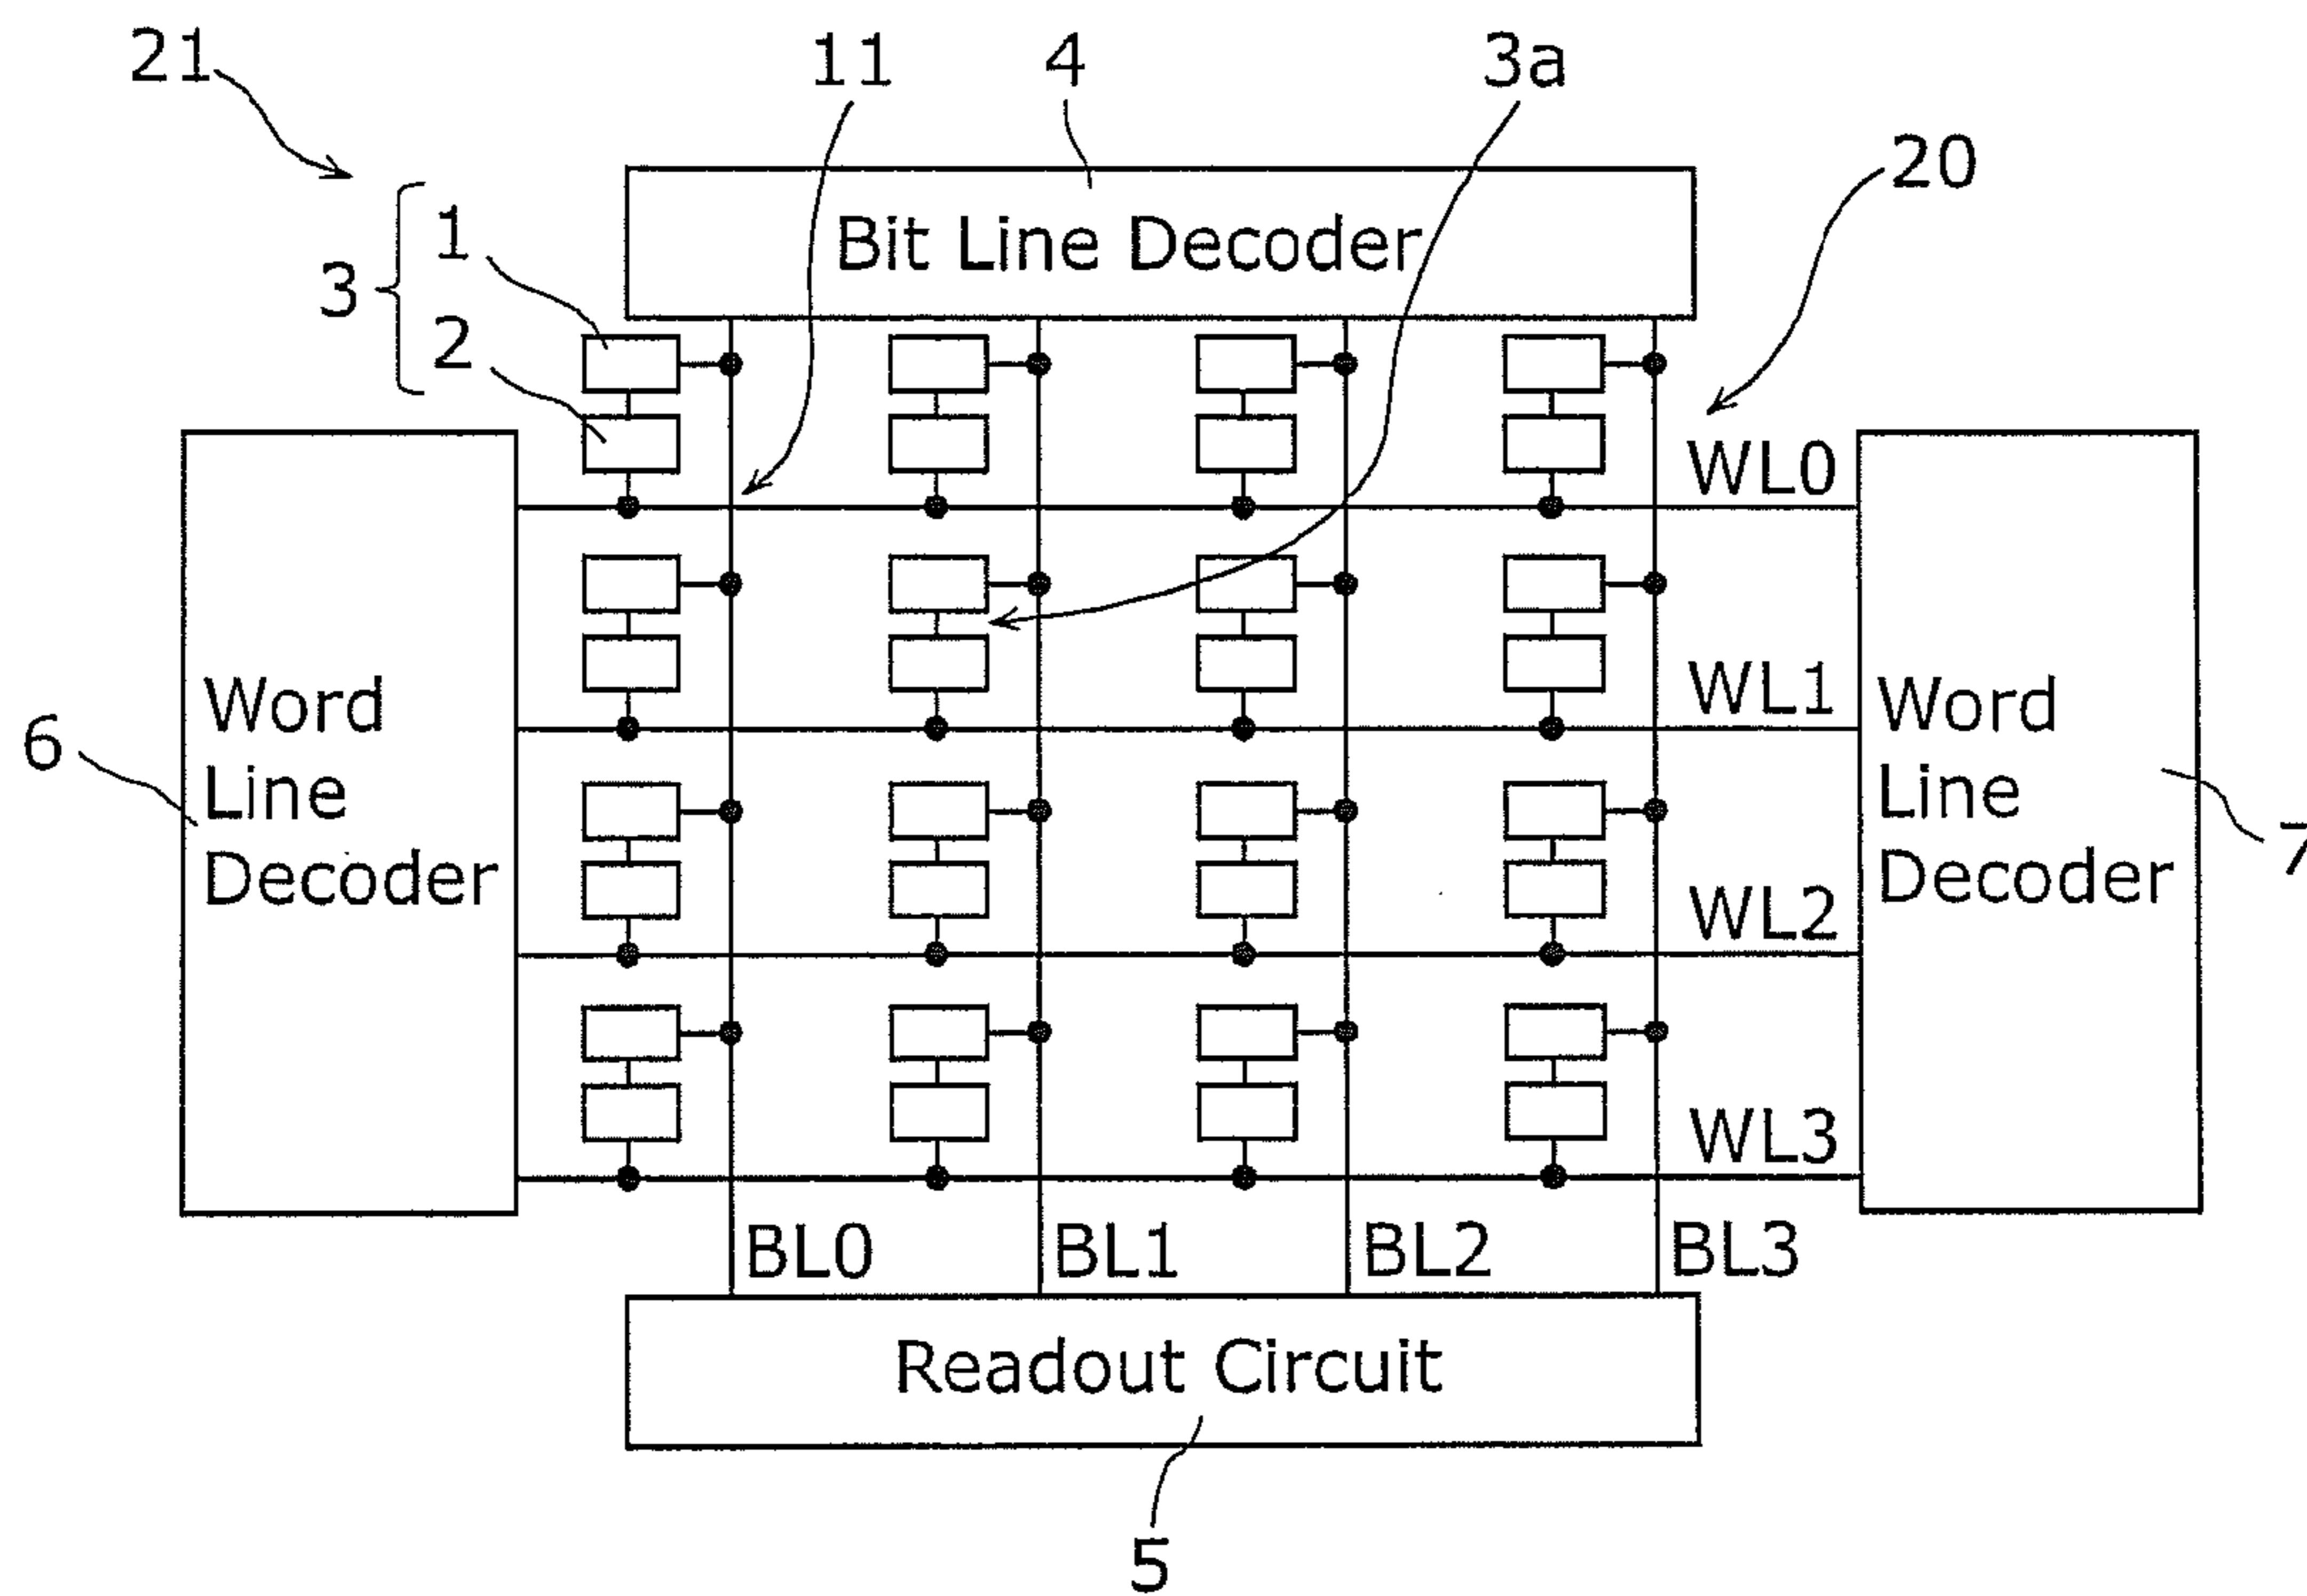 21
11
4
3a
20
3
1
2
Bit Line Decoder
WL0
WL1
WL2
WL3
6
Word
Line
Decoder
Word
Line
Decoder
7
BL0
BL1
BL2
BL3
Readout Circuit
5